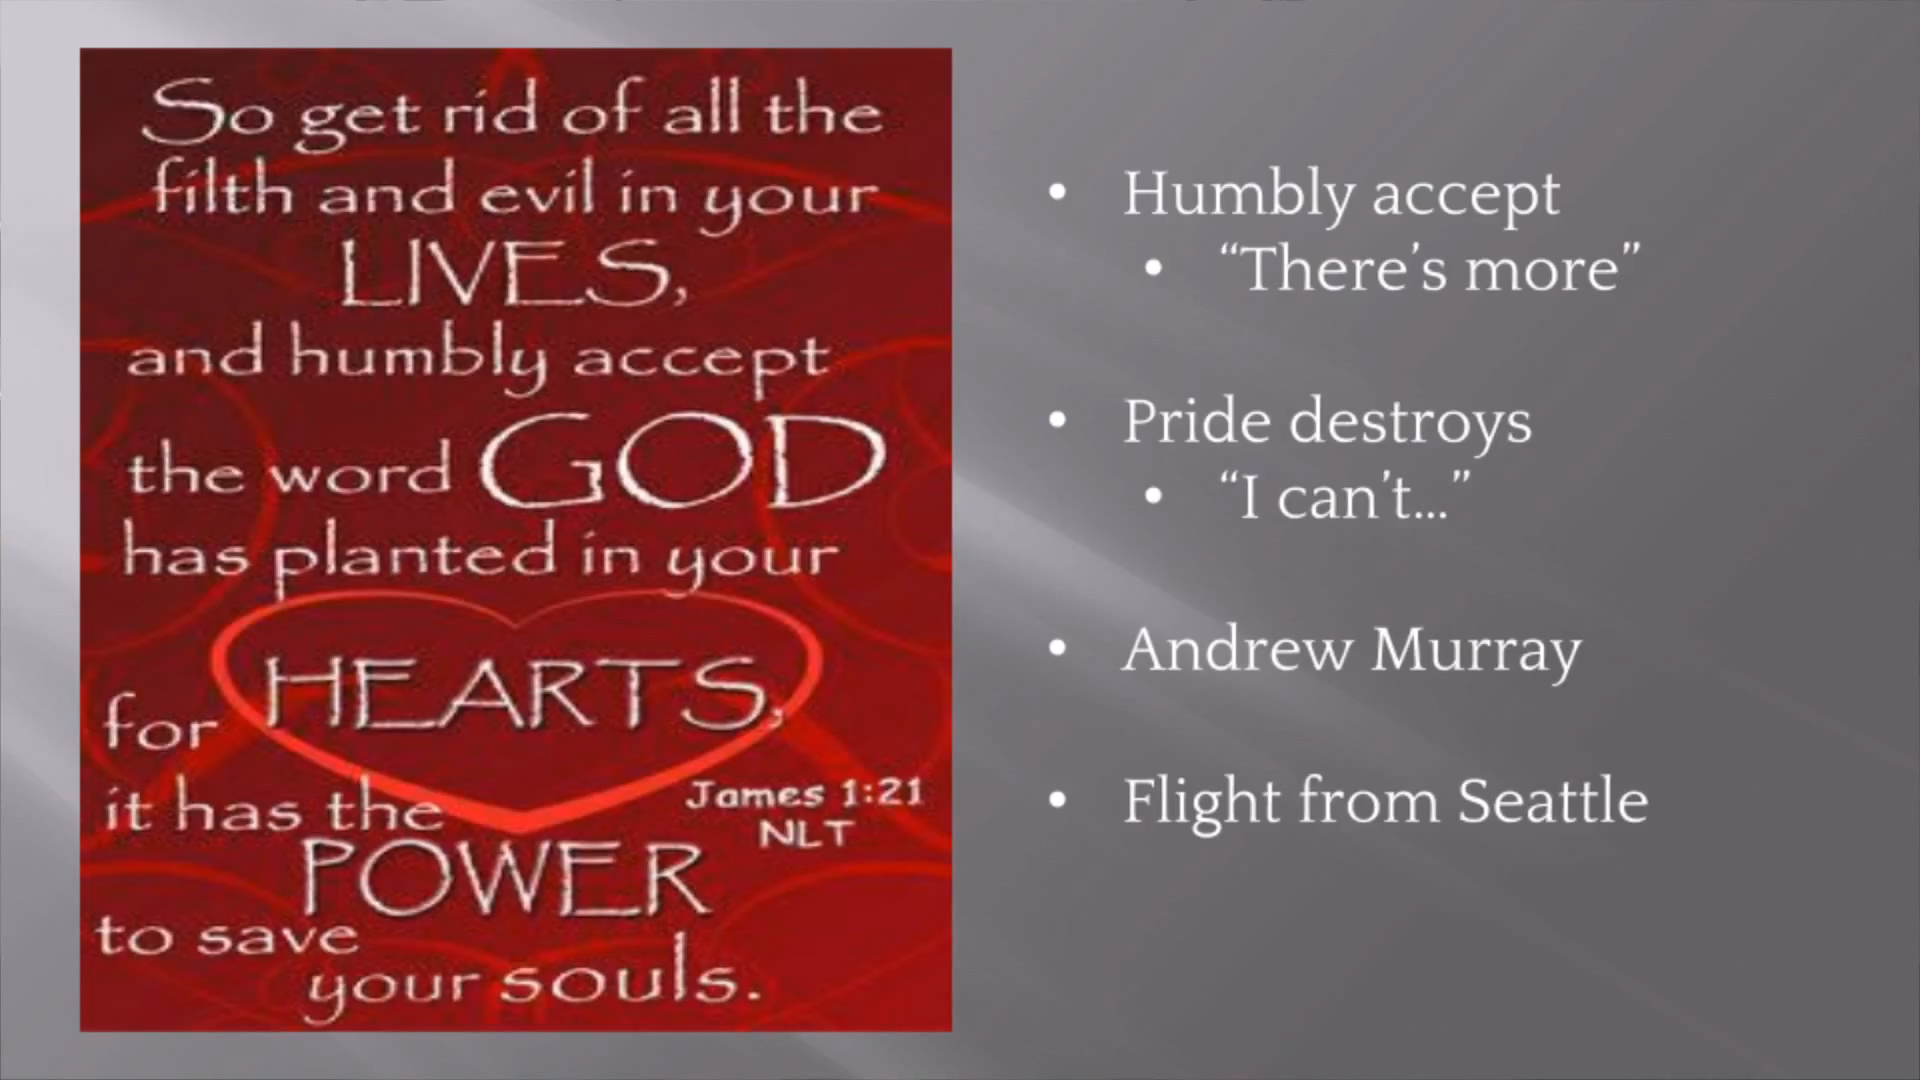 So get rid of all the
filth and evil in your
LIVES,
and humbly accept
the word GOD
has planted in your
HEARTS,
for
it has the
James 1:21
NLT
POWER
to save
your souls.
• Humbly accept
• “There’s more”
• Pride destroys
• “I can’t...”
• Andrew Murray
• Flight from Seattle